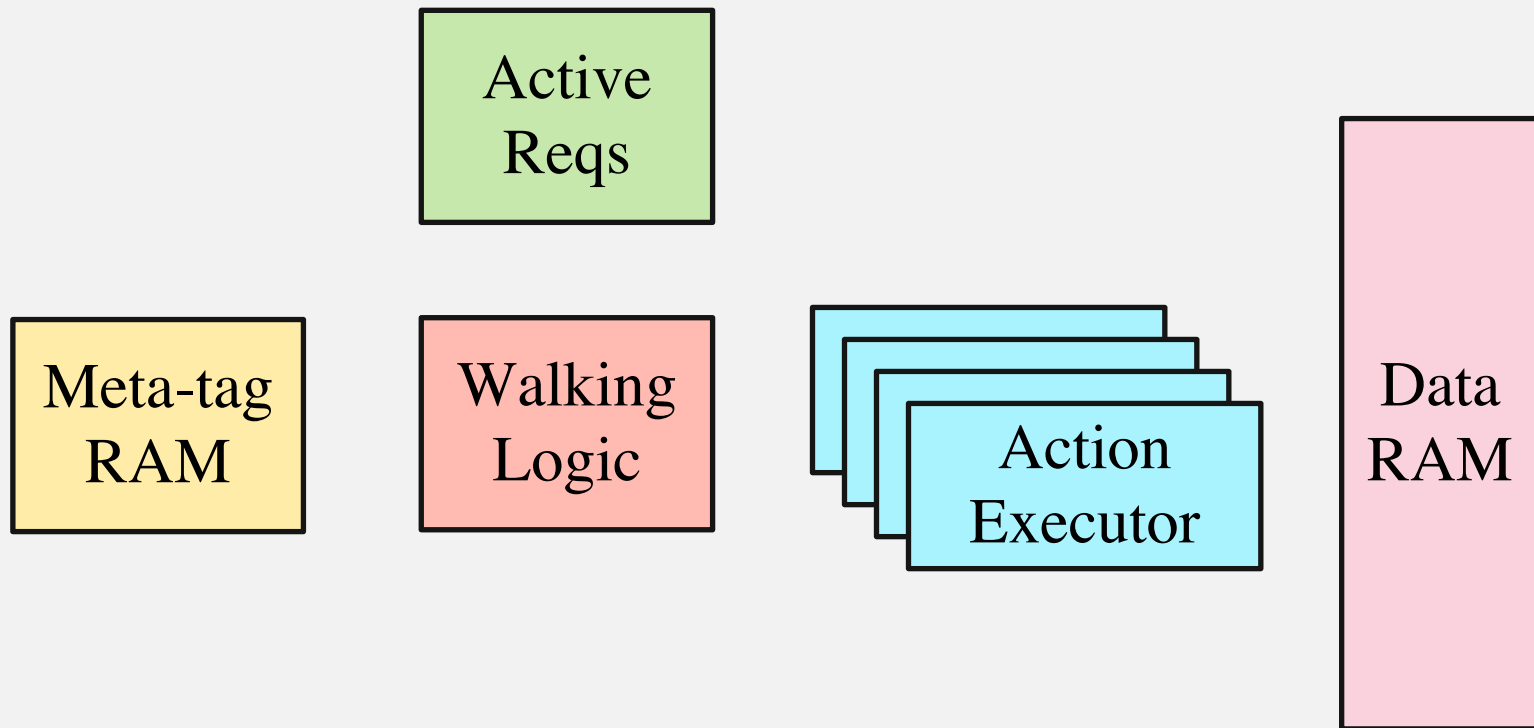 Active
Reqs
Meta-tag
RAM
Walking
Logic
Action
Executor
Data
RAM